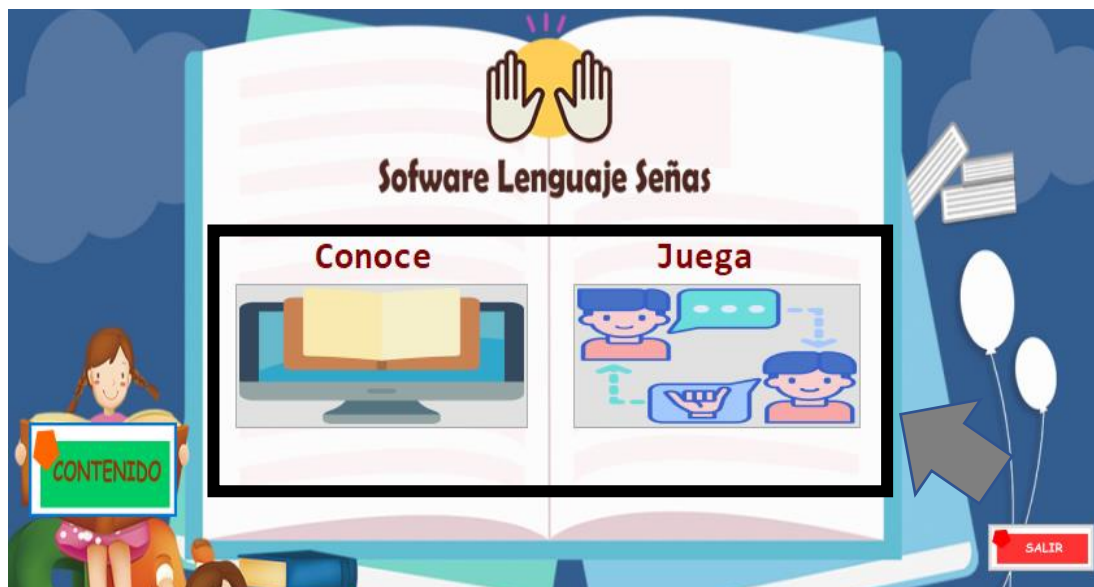 Sofware Lenguaje Señas
Conoce
Juega
CONTENIDO
SALIR